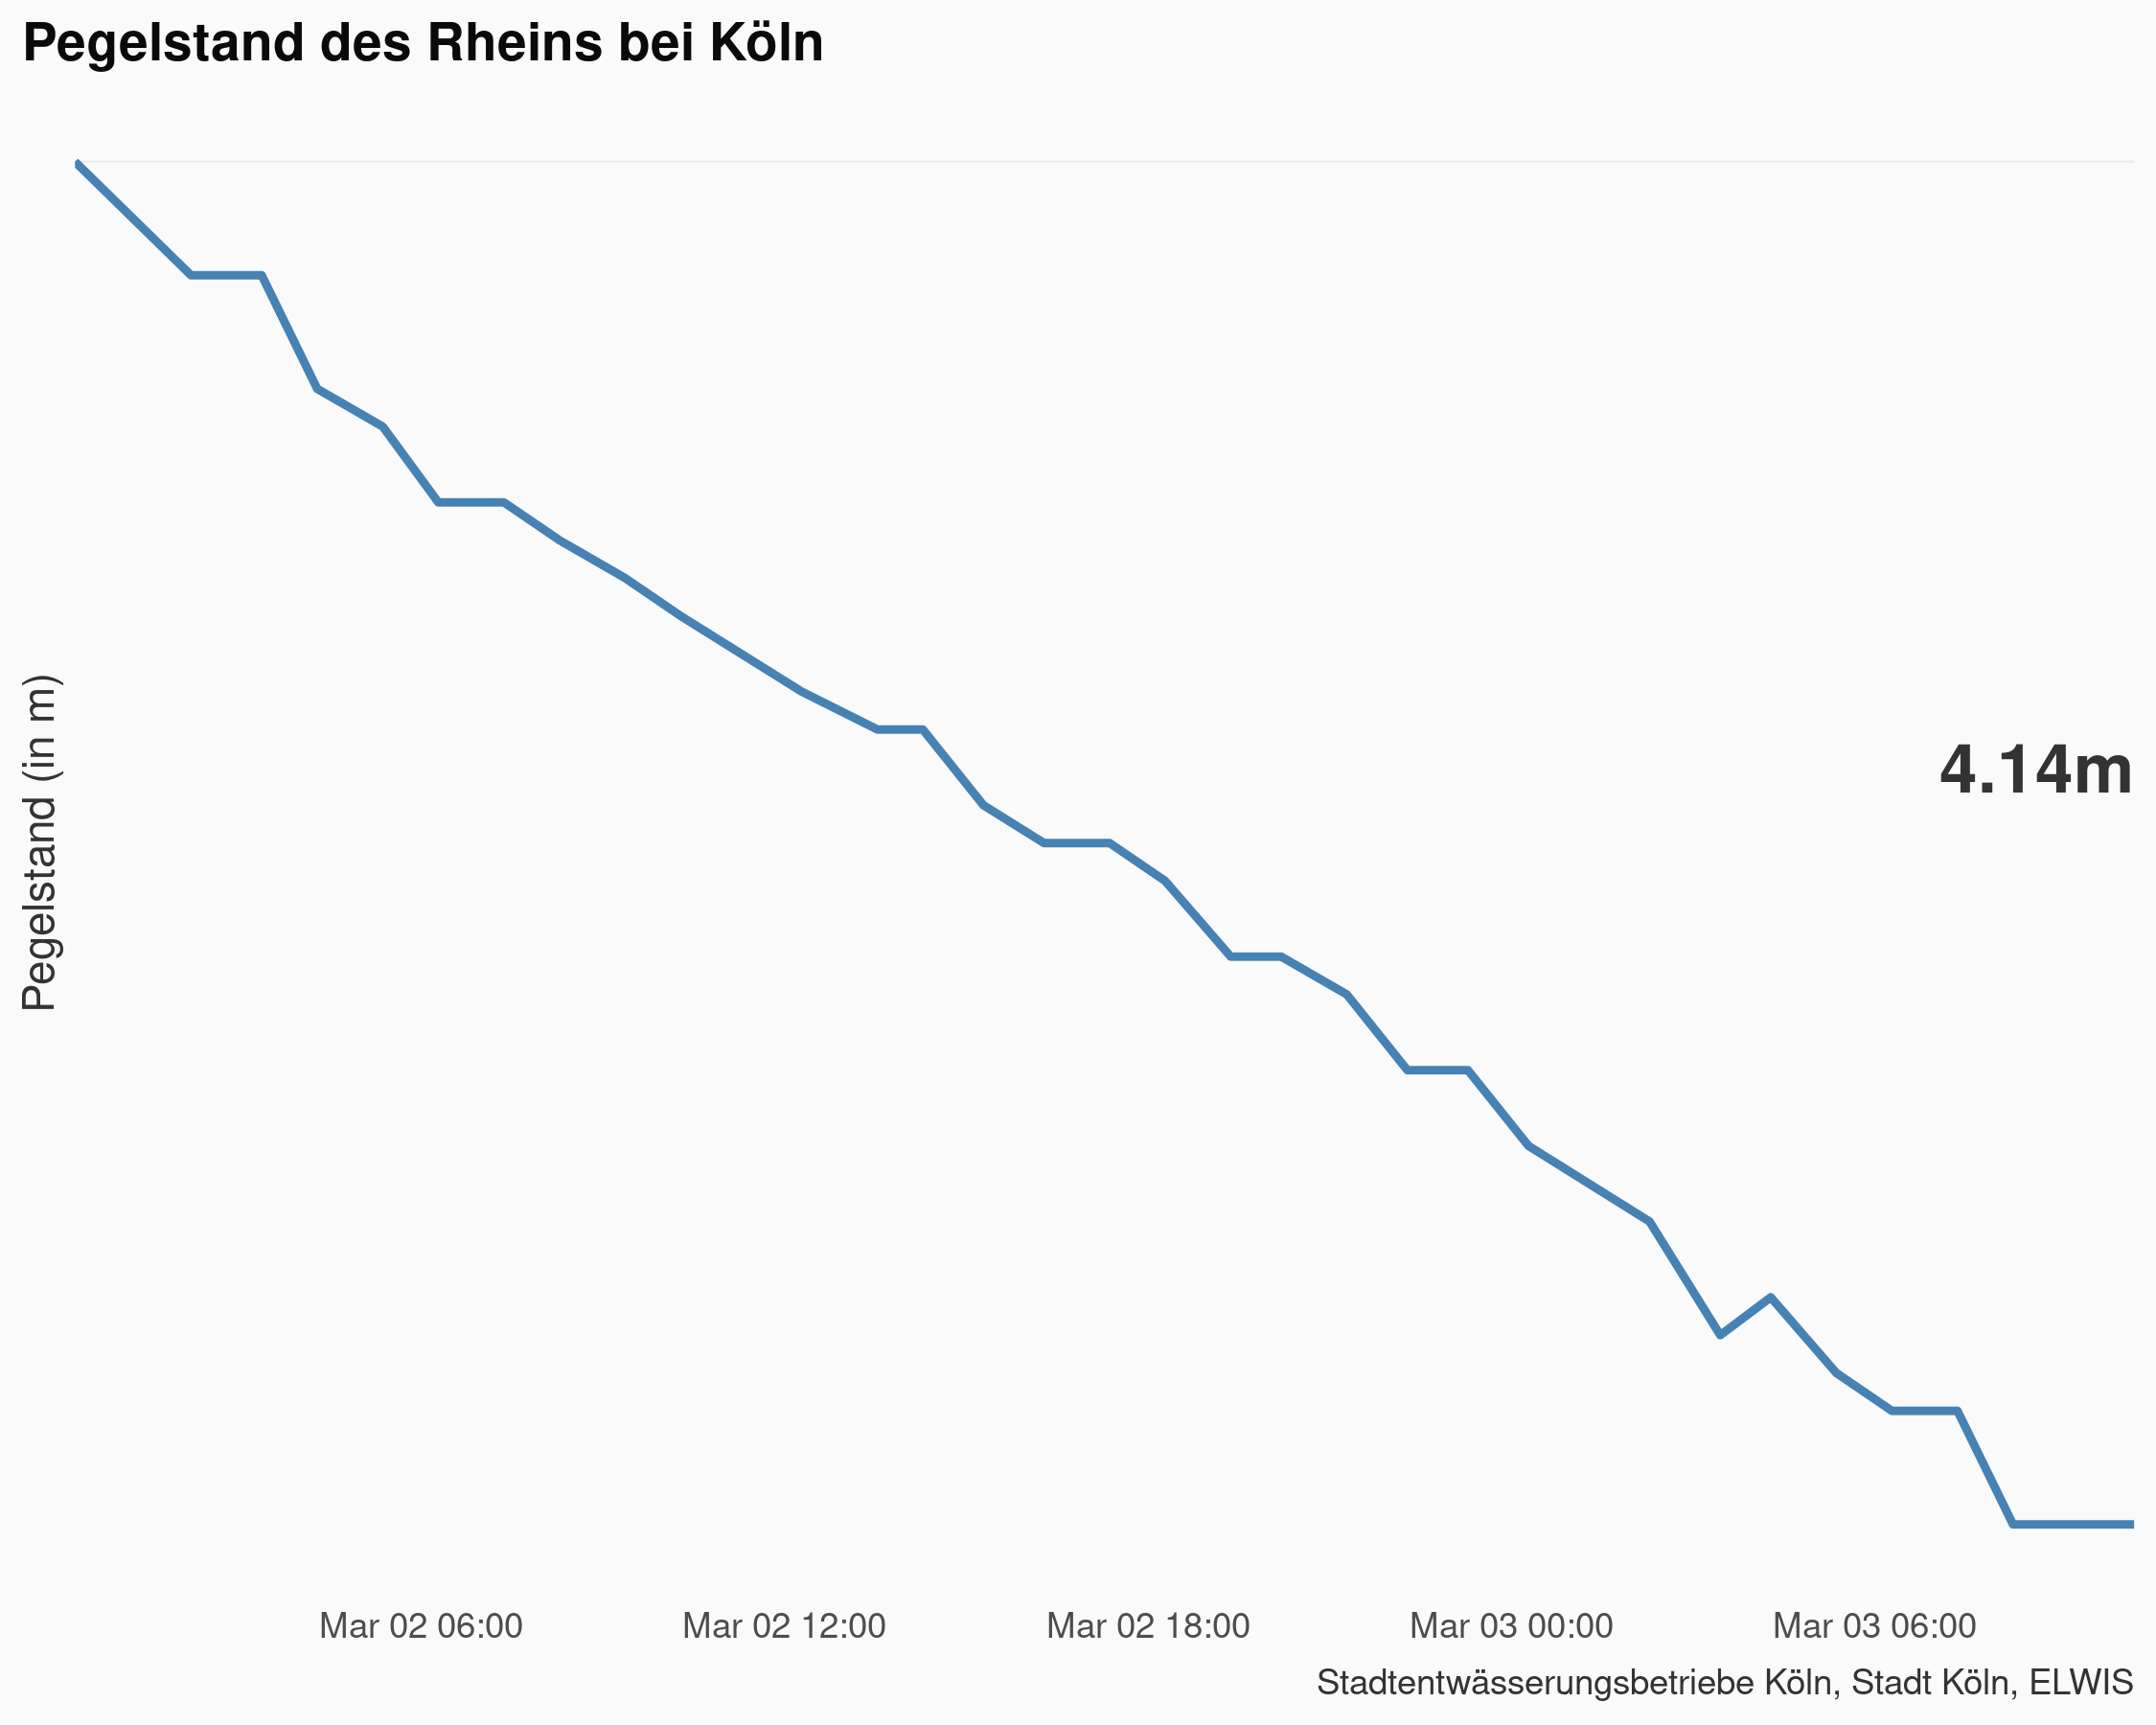 Pegelstand des Rheins bei Köln
Pegelstand (in m)
4.14m
Mar 02 06:00
Mar 02 12:00
Mar 02 18:00
Mar 03 00:00
Mar 03 06:00
Stadtentwässerungsbetriebe Köln, Stadt Köln, ELWIS